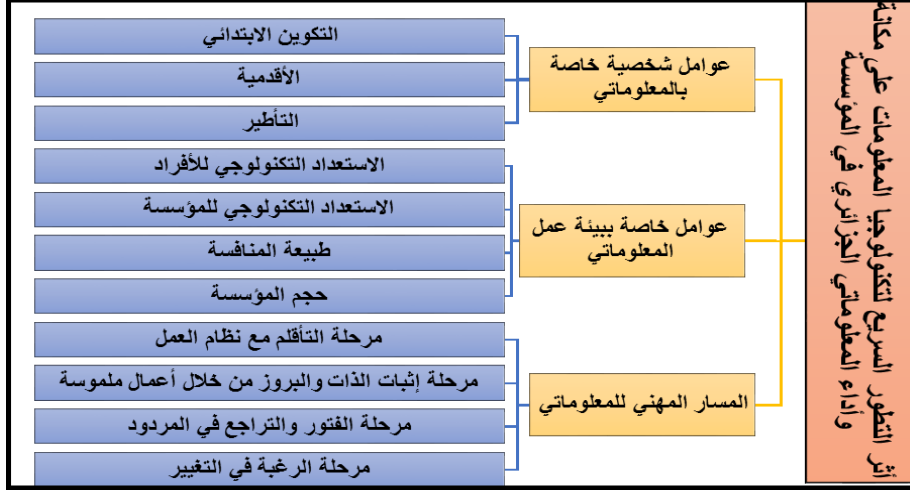 أثر التطور السريع لتكنولوجيا المعلومات على مكانة
وأداء المعلوماتي الجزائري في المؤسسة
عوامل شخصية خاصة
بالمعلوماتي
التكوين الابتدائي
الأقدمية
التأطير
عوامل خاصة ببيئة عمل
المعلوماتي
الاستعداد التكنولوجي للأفراد
الاستعداد التكنولوجي للمؤسسة
طبيعة المنافسة
حجم المؤسسة
المسار المهني للمعلوماتي
مرحلة التأقلم مع نظام العمل
مرحلة إثبات الذات والبروز من خلال أعمال ملموسة
مرحلة الفتور والتراجع في المردود
مرحلة الرغبة في التغيير